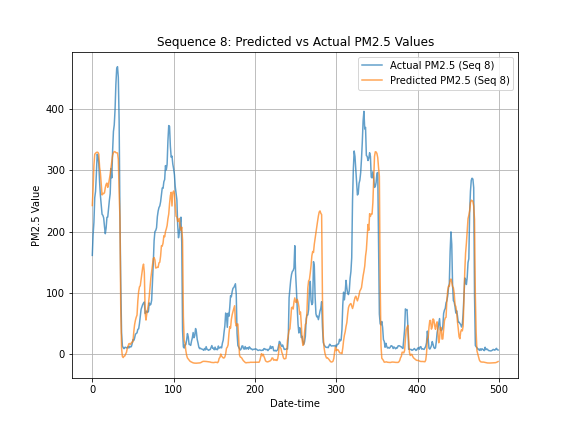 Sequence 8: Predicted vs Actual PM2.5 Values
Actual PM2.5 (Seq 8)
Predicted PM2.5 (Seq 8)
PM2.5 Value
400
300
200
100
0
0 100 200 300 400 500
Date-time